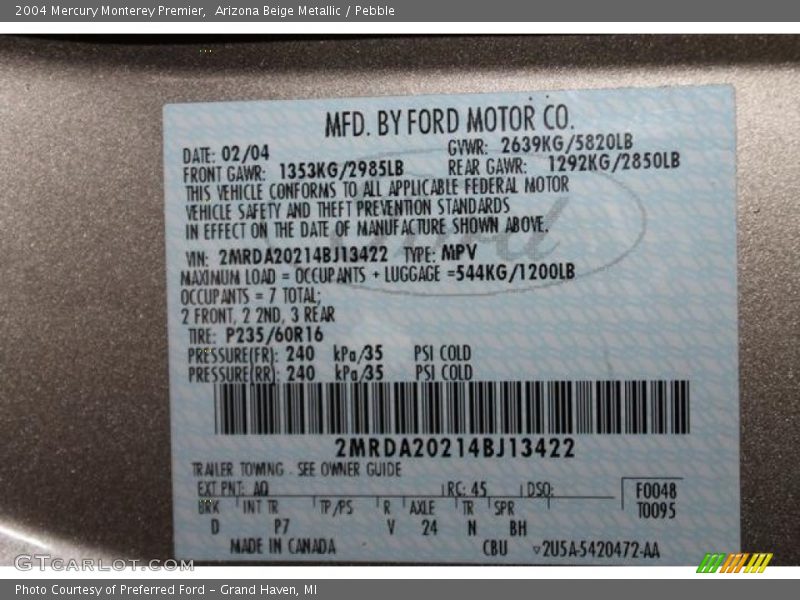 2004 Mercury Monterey Premier,  Arizona Beige Metallic / Pebble
MFD. BY FORD MOTOR CO.
DATE: 02/04 GVWR: 2639KG/5820LB
FRONT GAWR: 1353KG/2985LB REAR GAWR: 1292KG/2850LB
THIS VEHICLE CONFORMS TO ALL APPLICABLE FEDERAL MOTOR
VEHICLE SAFETY AND THEFT PREVENTION STANDARDS
IN EFFECT ON THE DATE OF MANUFACTURE SHOWN ABOVE.
VIN: 2MRDA20214BJ13422 TYPE: MPV
MAXIMUM LOAD = OCCUPANTS + LUGGAGE =544KG/1200LB
OCCUPANTS = 7 TOTAL;
2 FRONT, 2 2ND, 3 REAR
TIRE: P235/60R16
PRESSURE(FR): 240 kPa/35 PSI COLD
PRESSURE(RR): 240 kPa/35 PSI COLD
2MRDA20214BJ13422
TRAILER TOWING - SEE OWNER GUIDE
EXT PNT: AQ RC: 45 DSO: F0048
BRK INT TR TP/PS R AXLE TR SPR T0095
D P7 V 24 N BH
MADE IN CANADA CBU ▽2U5A-5420472-AA
GTCARLOT.COM
Photo Courtesy of Preferred Ford – Grand Haven, MI